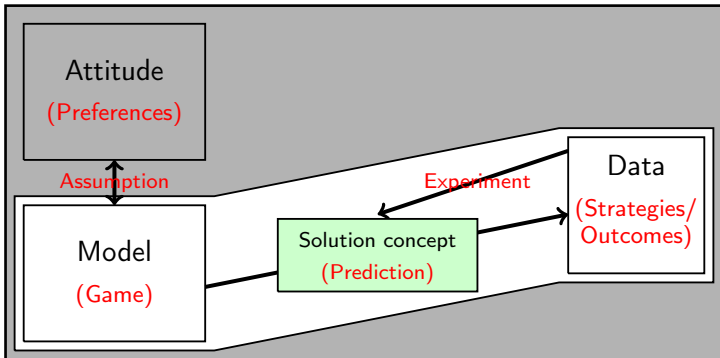 Attitude
(Preferences)
Assumption
Model
(Game)
Solution concept
(Prediction)
Experiment
Data
(Strategies/
Outcomes)